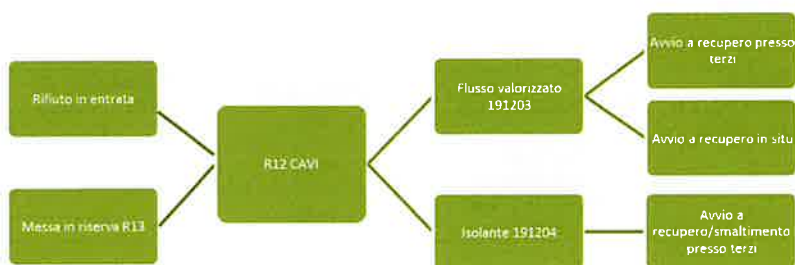 Rifiuto in entrata
Messa in riserva R13
R12 CAVI
Flusso valorizzato
191203
Isolante 191204
Avvio a recupero presso
terzi
Avvio a recupero in situ
Avvio a
recupero/smaltimento
presso terzi